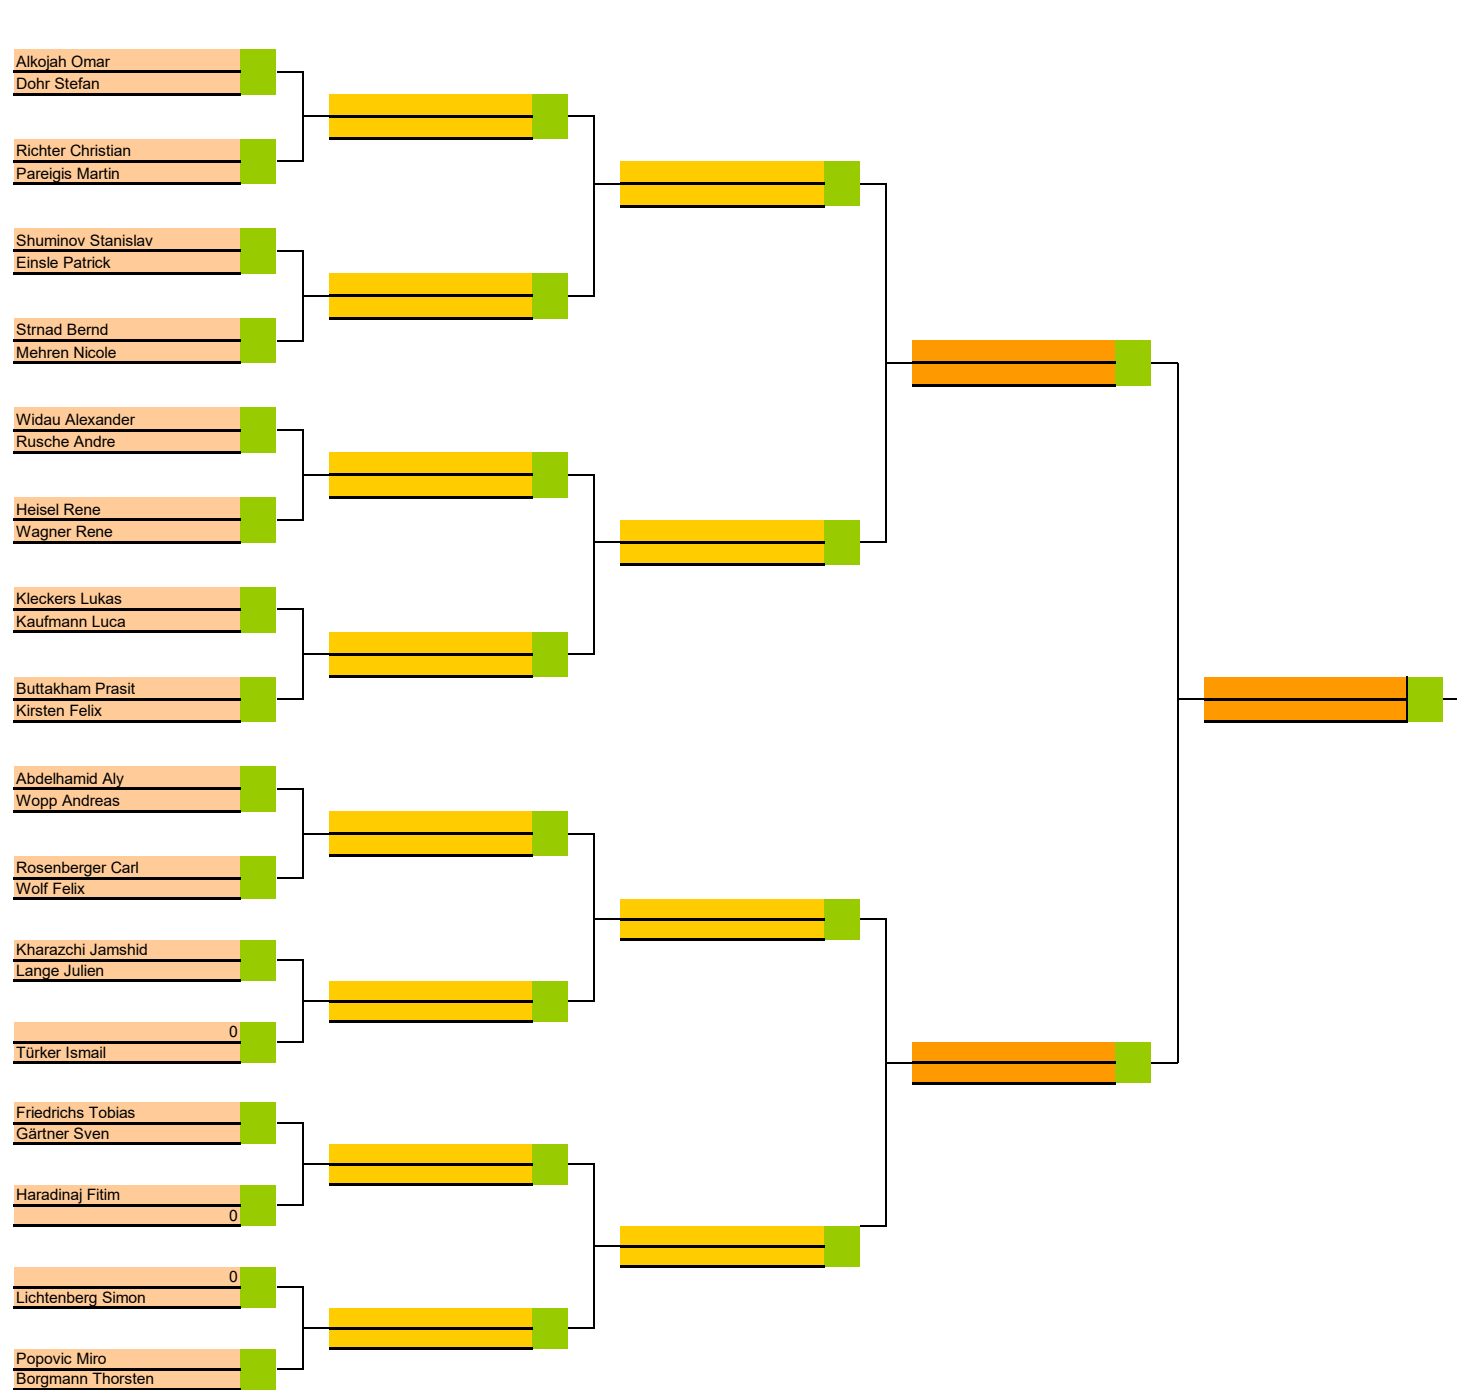 Alkojah Omar
Dohr Stefan
Richter Christian
Pareigis Martin
Shuminov Stanislav
Einsle Patrick
Strnad Bernd
Mehren Nicole
Widau Alexander
Rusche Andre
Heisel Rene
Wagner Rene
Kleckers Lukas
Kaufmann Luca
Buttakham Prasit
Kirsten Felix
Abdelhamid Aly
Wopp Andreas
Rosenberger Carl
Wolf Felix
Kharazchi Jamshid
Lange Julien
0
Türker Ismail
Friedrichs Tobias
Gärtner Sven
Haradinaj Fitim
0
0
Lichtenberg Simon
Popovic Miro
Borgmann Thorsten